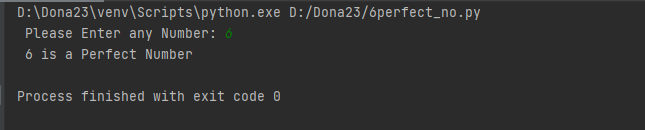 D:\Dona23\venv\Scripts\python.exe D:/Dona23/6perfect_no.py
Please Enter any Number: 6
6 is a Perfect Number
Process finished with exit code 0